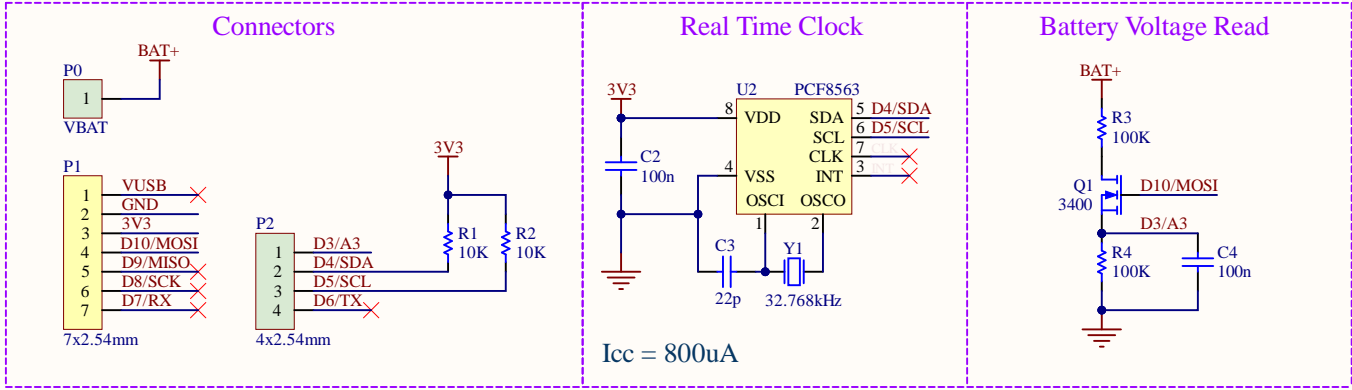 Connectors
BAT+
P0
1
VBAT
P1
1 VUSB
2 GND
3 3V3
4 D10/MOSI
5 D9/MISO
6 D8/SCK
7 D7/RX
7x2.54mm
P2
1 D3/A3
2 D4/SDA
3 D5/SCL
4 D6/TX
4x2.54mm
3V3
R1
10K
R2
10K
Real Time Clock
3V3
C2
100n
U2 PCF8563
8 VDD SDA 5 D4/SDA
SCL 6 D5/SCL
CLK 7 CLK
4 VSS INT 3 INT
OSCI OSCO
1 2
C3
22p
Y1
32.768kHz
Icc = 800uA
Battery Voltage Read
BAT+
R3
100K
Q1
3400
D10/MOSI
D3/A3
R4
100K
C4
100n